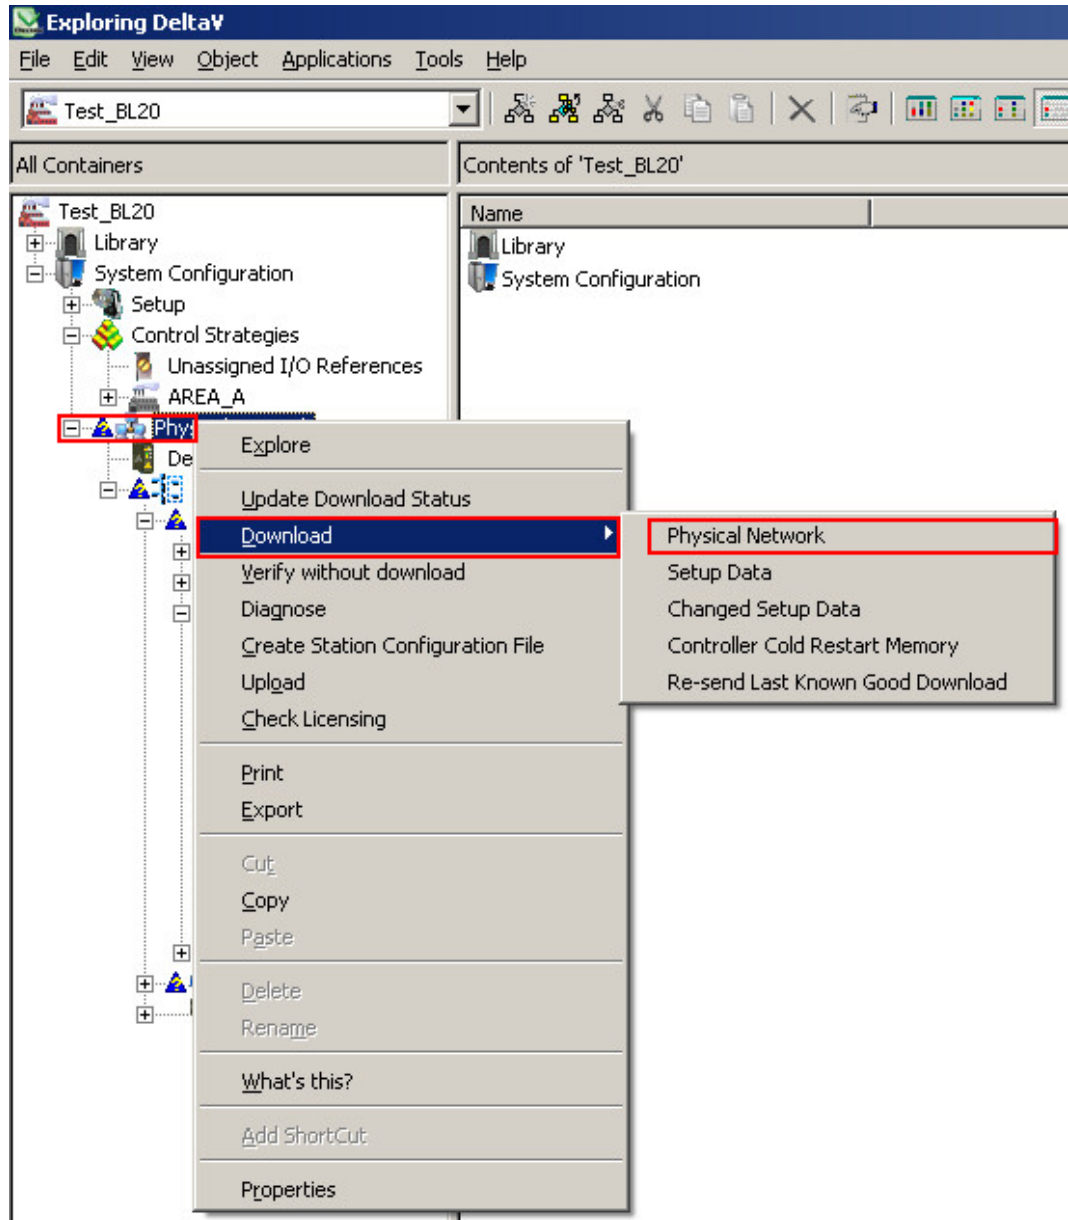 Exploring DeltaV
File Edit View Object Applications Tools Help
Test_BL20
All Containers
Contents of 'Test_BL20'
Test_BL20
Library
System Configuration
Setup
Control Strategies
Unassigned I/O References
AREA_A
Phys
De
Name
Library
System Configuration
Explore
Update Download Status
Download
Verify without download
Diagnose
Create Station Configuration File
Upload
Check Licensing
Print
Export
Cut
Copy
Paste
Delete
Rename
What's this?
Add ShortCut
Properties
Physical Network
Setup Data
Changed Setup Data
Controller Cold Restart Memory
Re-send Last Known Good Download